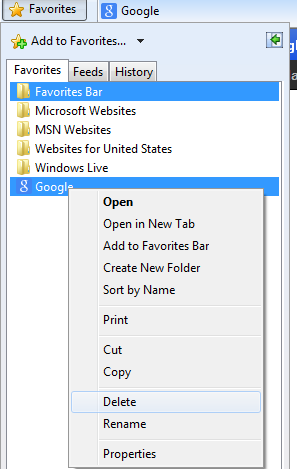 Favorites
Google
Add to Favorites...
Favorites Feeds History
Favorites Bar
Microsoft Websites
MSN Websites
Websites for United States
Windows Live
Google
Open
Open in New Tab
Add to Favorites Bar
Create New Folder
Sort by Name
Print
Cut
Copy
Delete
Rename
Properties